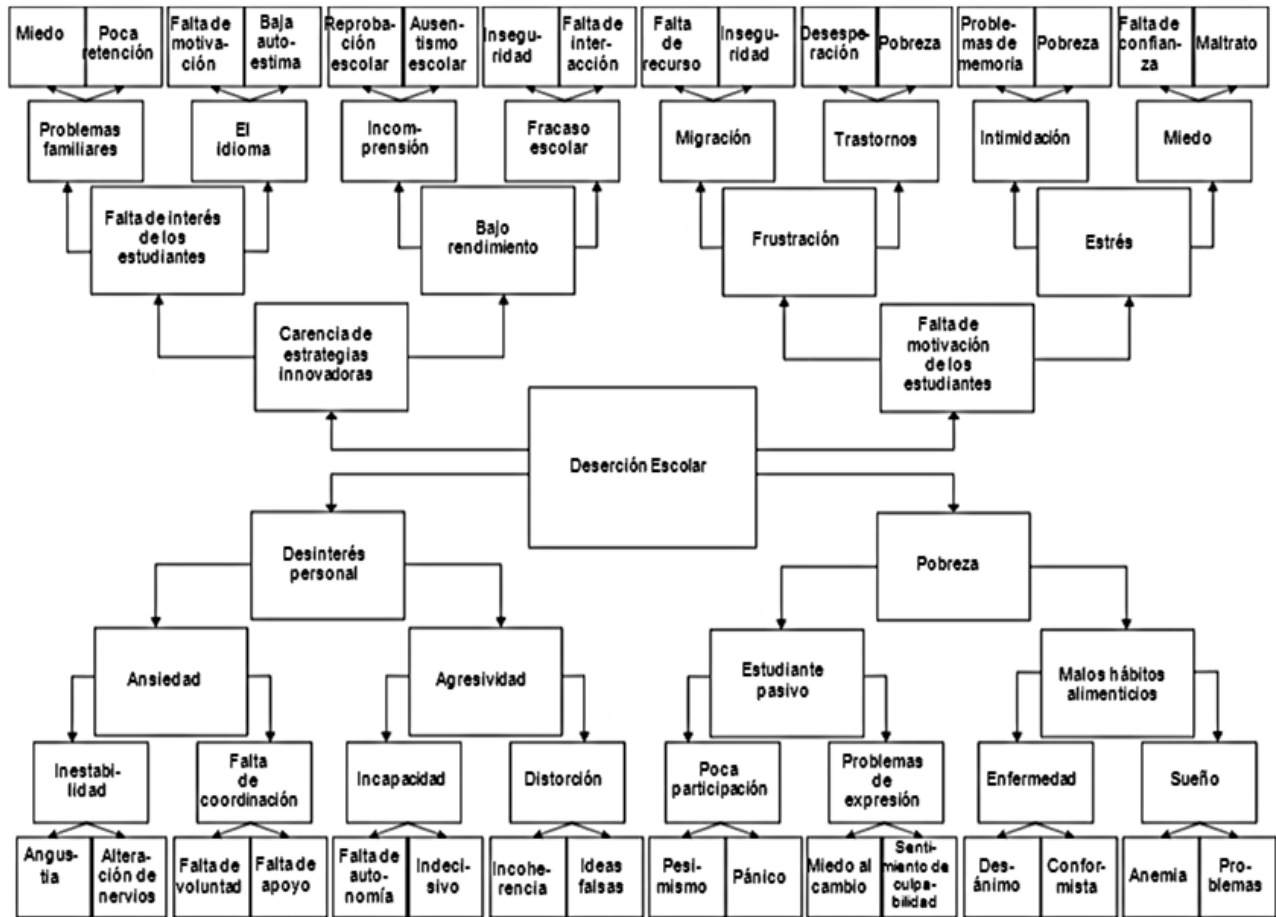 Miedo
Poca
retención
Falta de
motiva-
ción
Baja
auto-
estima
Reproba-
ción
escolar
Ausen-
tismo
escolar
Inse-
guridad
Falta de
inter-
acción
Falta
de
recurso
Inse-
guridad
Desespe-
ración
Pobreza
Proble-
mas de
memoria
Pobreza
Falta de
confian-
za
Maltrato
Problemas
familiares
El
idioma
Incom-
prensión
Fracaso
escolar
Migración
Trastornos
Intimidación
Miedo
Falta de interés
de los
estudiantes
Bajo
rendimiento
Frustración
Estrés
Carencia de
estrategias
innovadoras
Falta de
motivación
de los
estudiantes
Deserción Escolar
Desinterés
personal
Pobreza
Ansiedad
Agresividad
Estudiante
pasivo
Malos hábitos
alimenticios
Inestabi-
lidad
Falta
de
coordinación
Incapacidad
Distorción
Poca
participación
Problemas
de
expresión
Enfermedad
Sueño
Angus-
tia
Altera-
ción de
nervios
Falta de
voluntad
Falta de
apoyo
Falta de
auto-
nomía
Indeci-
sivo
Incohe-
rencia
Ideas
falsas
Pesi-
mismo
Pánico
Miedo al
cambio
Senti-
miento de
culpa-
bilidad
Des-
ánimo
Confor-
mista
Anemia
Pro-
blemas